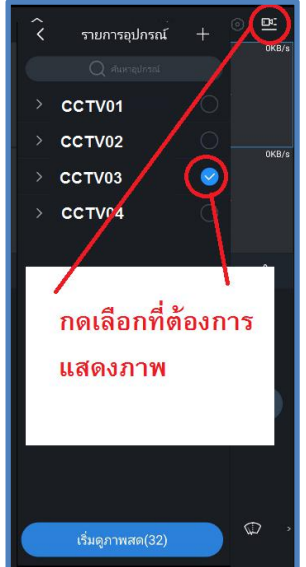 รายการอุปกรณ์ +
0KB/s
ค้นหาอุปกรณ์
CCTV01
CCTV02
0KB/s
CCTV03
CCTV04
กดเลือกที่ต้องการ
แสดงภาพ
เริ่มดูภาพสด(32)